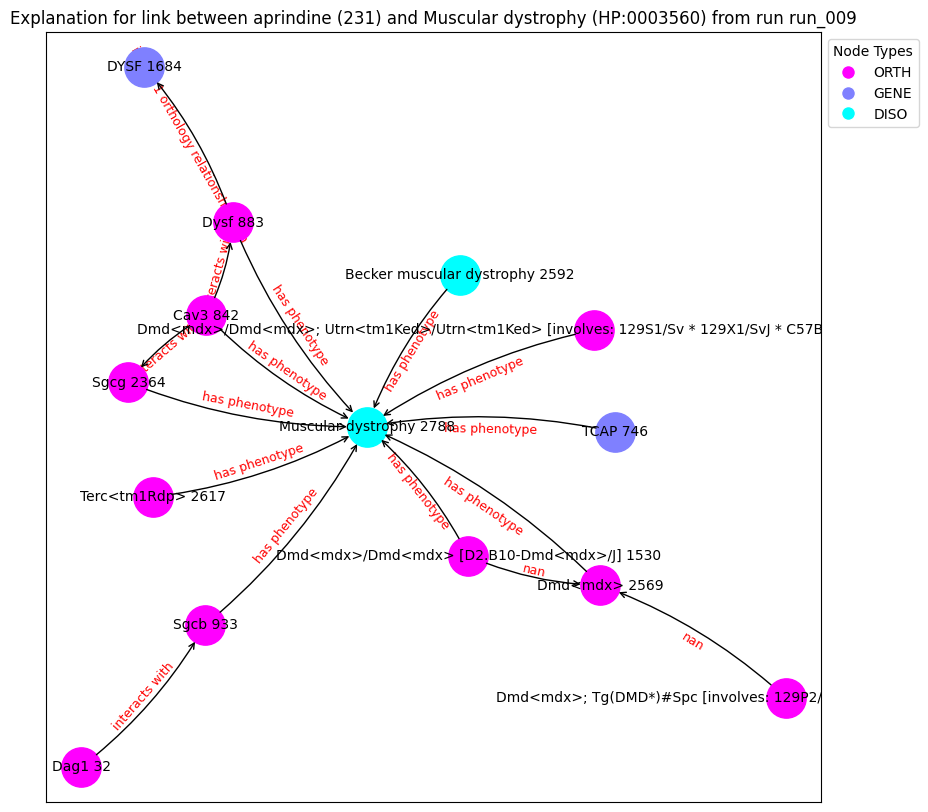 Explanation for link between aprindine (231) and Muscular dystrophy (HP:0003560) from run run_009
Node Types
ORTH
GENE
DISO
DYSF 1684
1 orthology
Dysf 883
Becker muscular dystrophy 2592
has phenotype
Cav3 842
Dmd<mdx>/Dmd<mdx>; Utrn<tm1Ked>/Utrn<tm1Ked> [involves: 129S1/Sv * 129X1/SvJ * C57B
has phenotype
has phenotype
has phenotype
Sgcg 2364
has phenotype
Muscular dystrophy 2788
has phenotype
TCAP 746
has phenotype
has phenotype
has phenotype
Terc<tm1Rdp> 2617
has phenotype
Dmd<mdx>/Dmd<mdx> [D2.B10-Dmd<mdx>/J] 1530
nan
Dmd<mdx> 2569
Sgcb 933
nan
interacts with
Dmd<mdx>; Tg(DMD*)#Spc [involves: 129P2/
Dag1 32